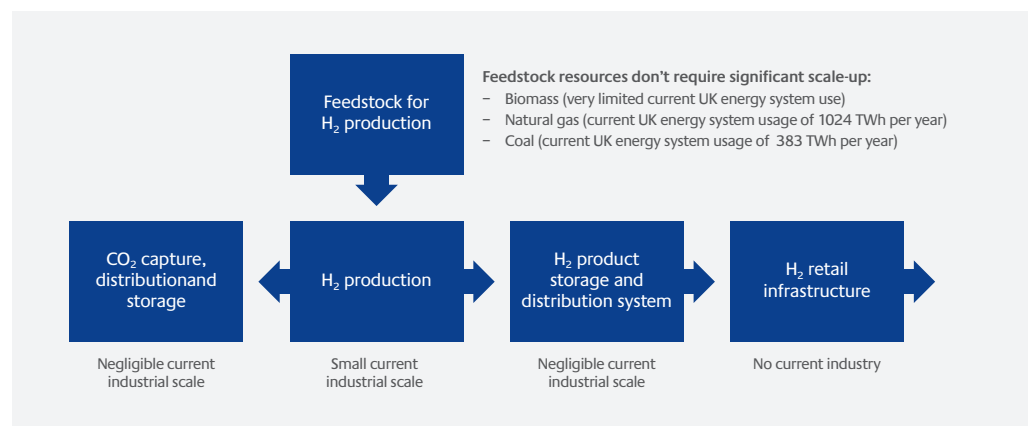 Feedstock for
H₂ production
Feedstock resources don't require significant scale-up:
– Biomass (very limited current UK energy system use)
– Natural gas (current UK energy system usage of 1024 TWh per year)
– Coal (current UK energy system usage of 383 TWh per year)
CO₂ capture,
distributionand
storage
H₂ production
H₂ product
storage and
distribution system
H₂ retail
infrastructure
Negligible current
industrial scale
Small current
industrial scale
Negligible current
industrial scale
No current industry